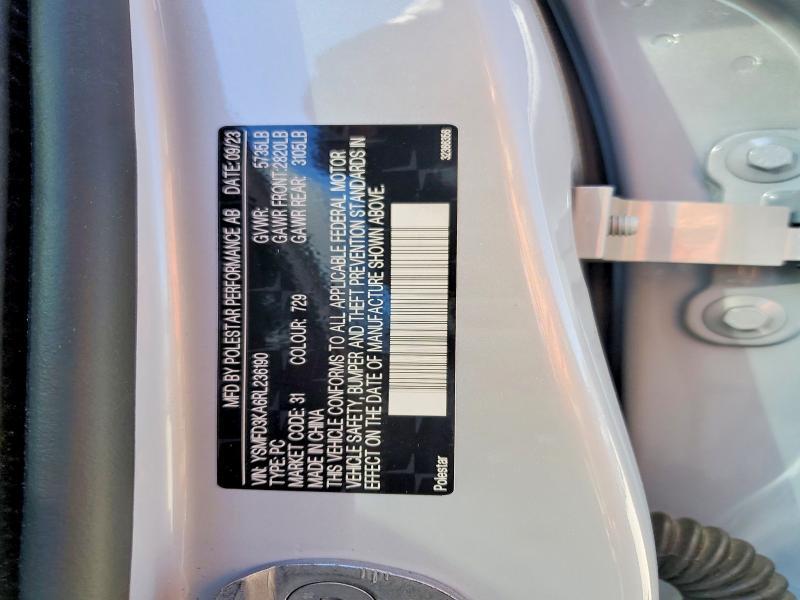 MFD BY POLESTAR PERFORMANCE AB DATE: 09/23
VIN: YSMFD3KA6RL236190 GVWR: 5735LB
TYPE: PC GAWR FRONT: 2820LB
MARKET CODE: 31 COLOUR: 729 GAWR REAR: 3105LB
MADE IN CHINA
THIS VEHICLE CONFORMS TO ALL APPLICABLE FEDERAL MOTOR
VEHICLE SAFETY, BUMPER AND THEFT PREVENTION STANDARDS IN
EFFECT ON THE DATE OF MANUFACTURE SHOWN ABOVE.
Polestar 32386356